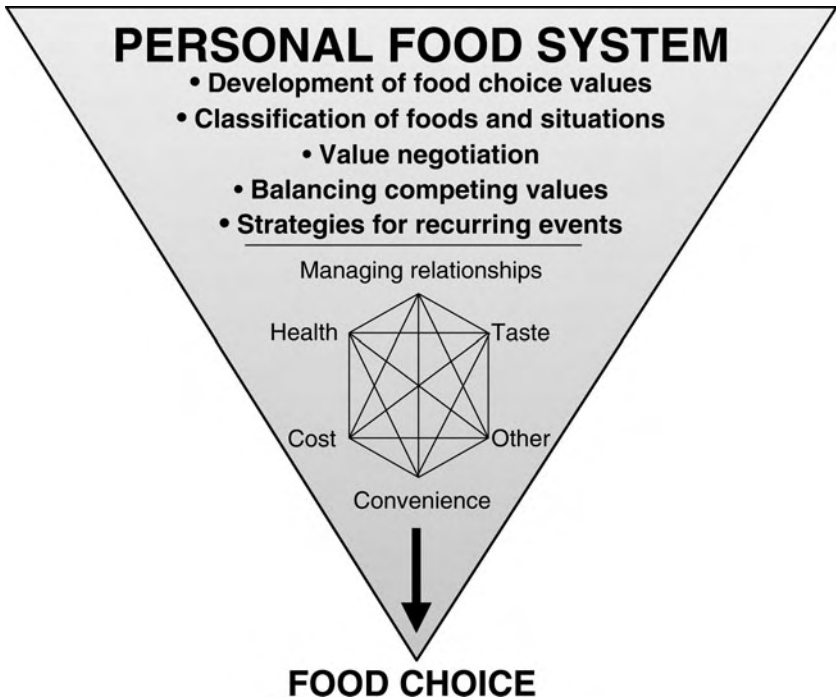 PERSONAL FOOD SYSTEM
• Development of food choice values
• Classification of foods and situations
• Value negotiation
• Balancing competing values
• Strategies for recurring events
Managing relationships
Health
Taste
Cost
Other
Convenience
FOOD CHOICE